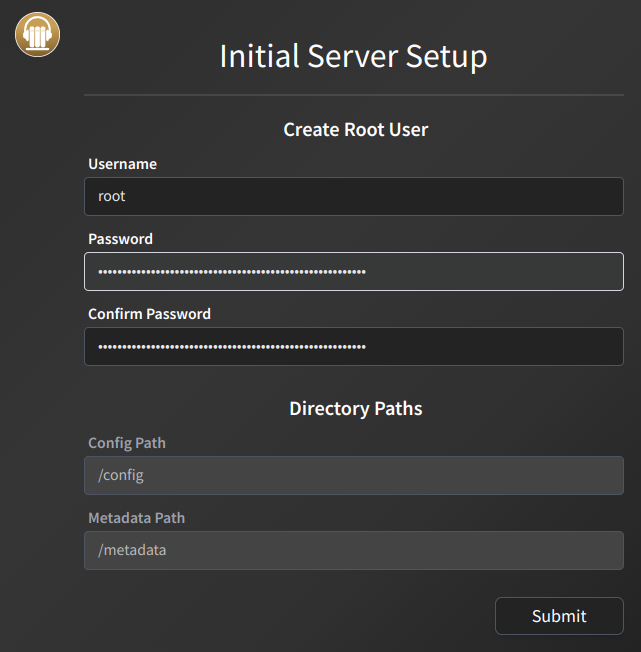 Initial Server Setup
Create Root User
Username
root
Password
••••••••••••••••••••••••••••••••••••••••••••••••••••••••
Confirm Password
••••••••••••••••••••••••••••••••••••••••••••••••••••••••
Directory Paths
Config Path
/config
Metadata Path
/metadata
Submit